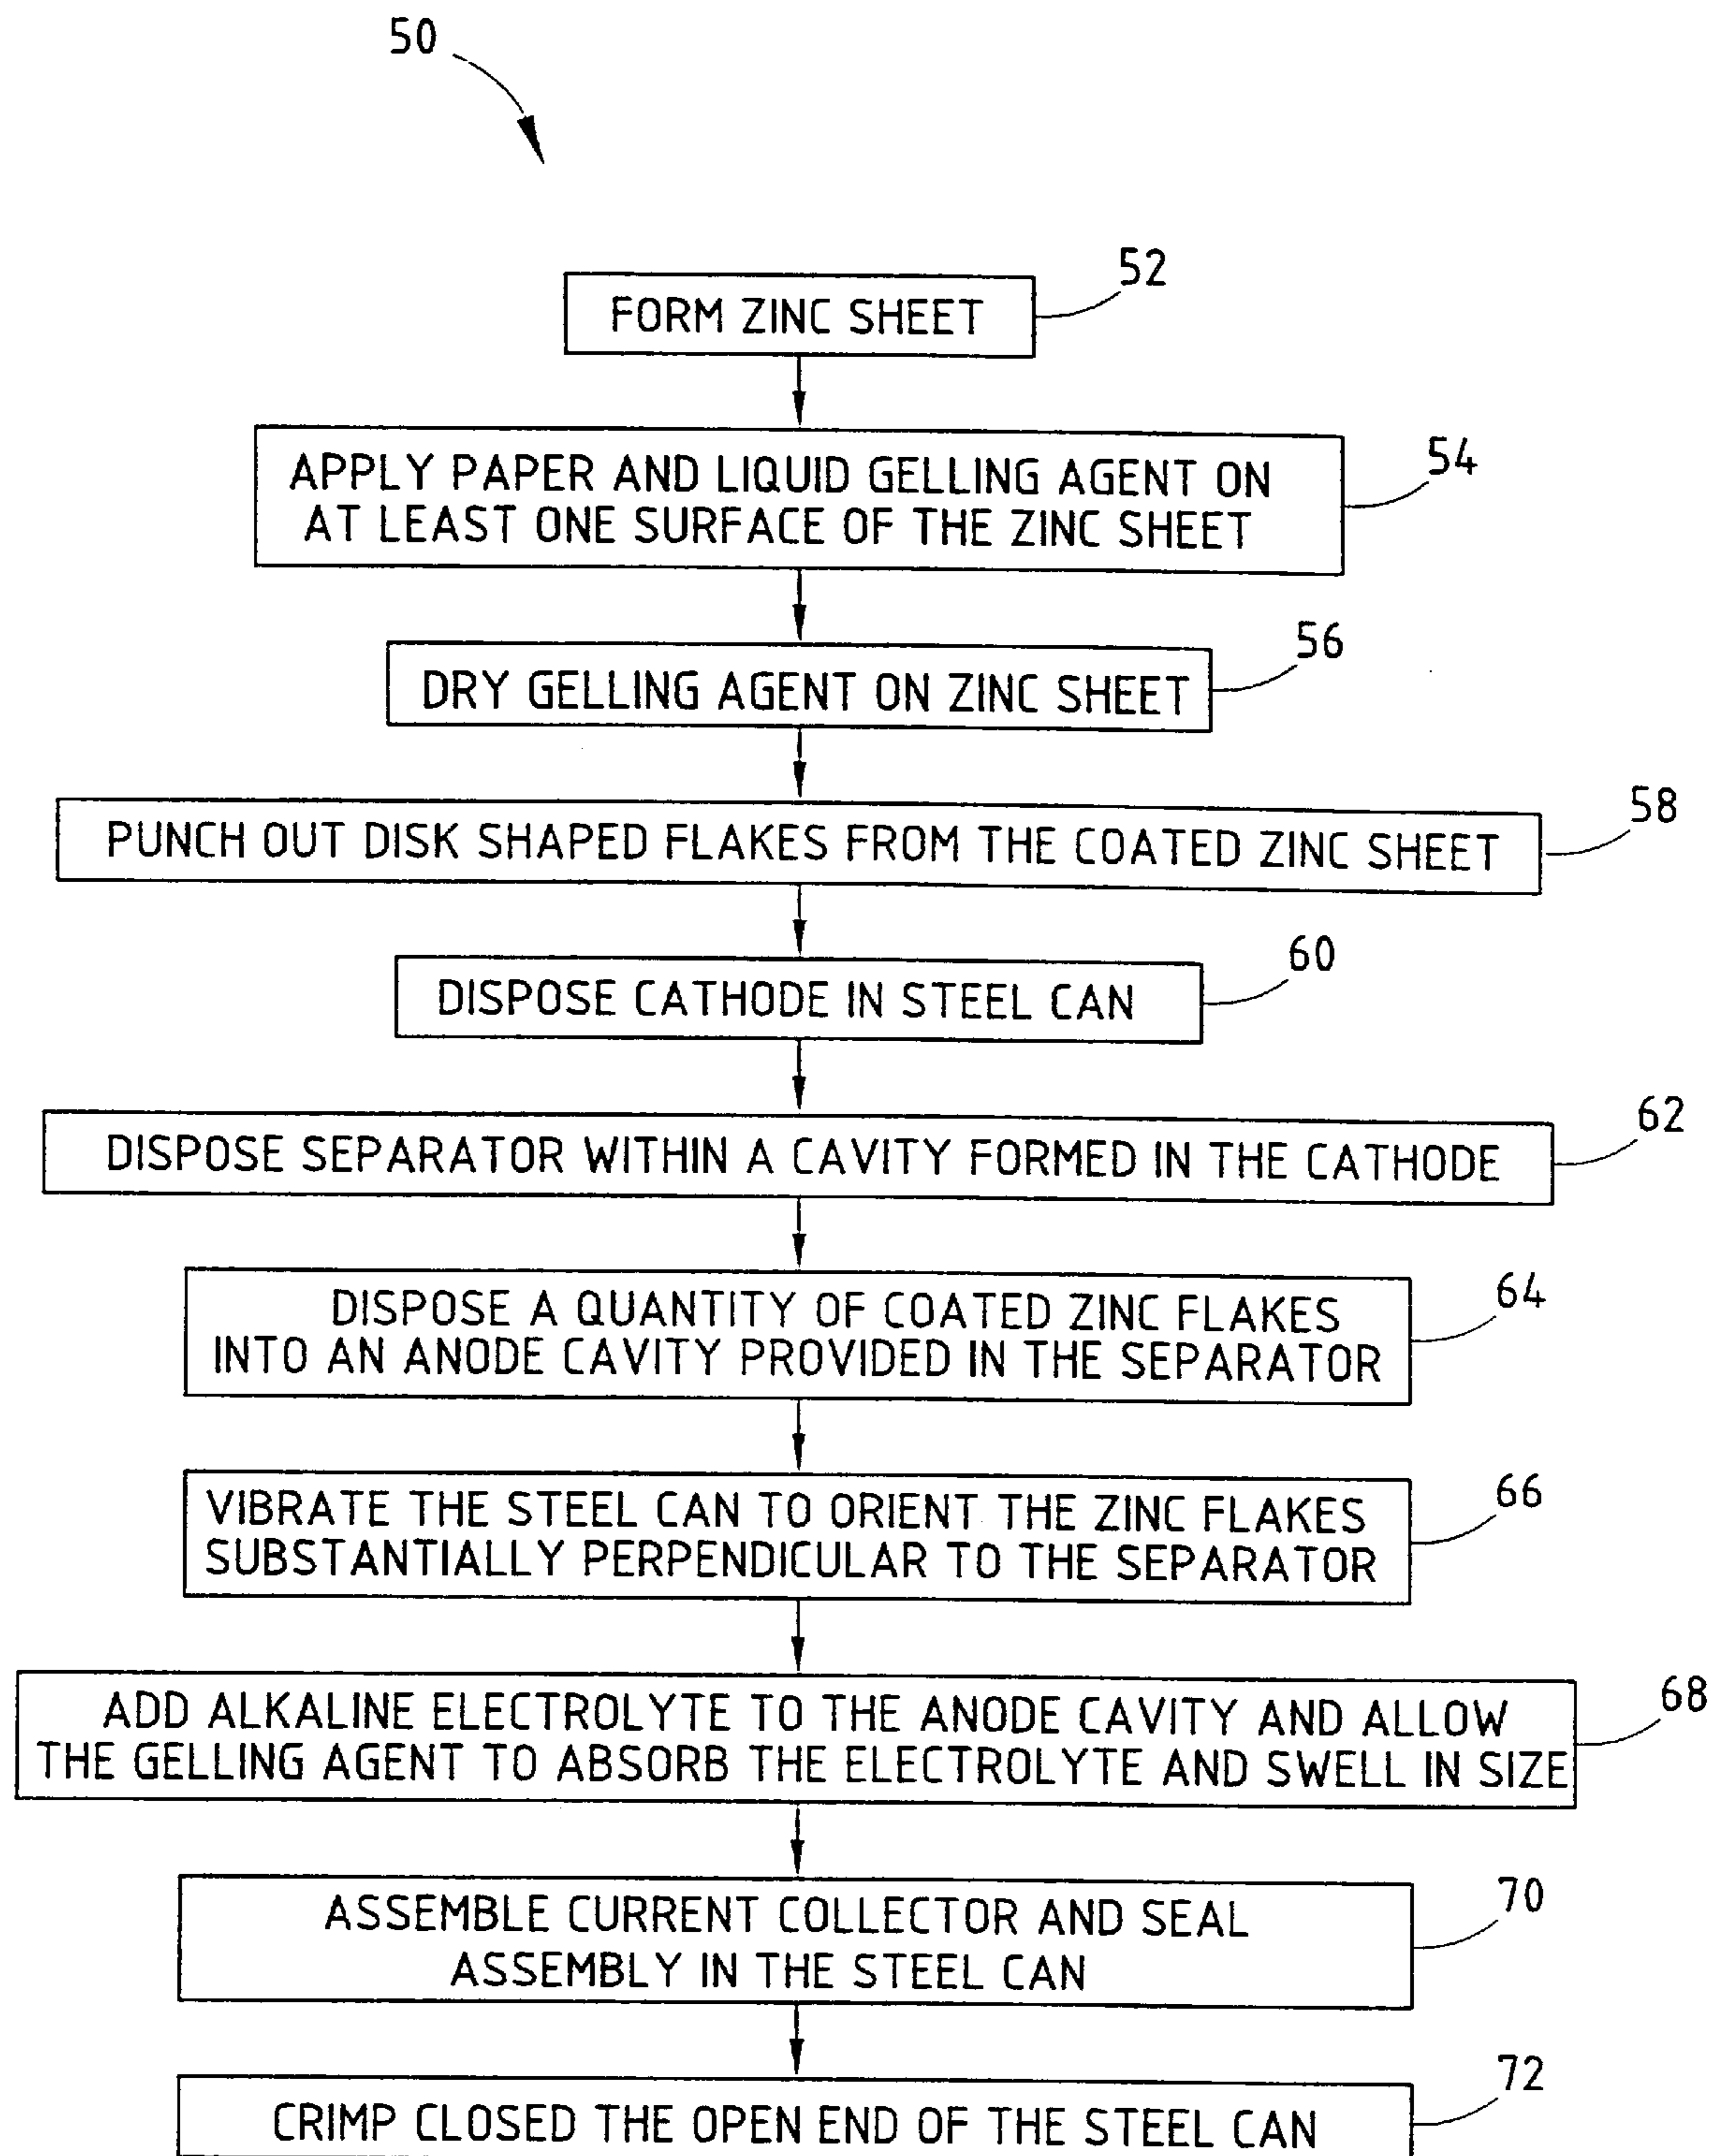 50
52
FORM ZINC SHEET
54
APPLY PAPER AND LIQUID GELLING AGENT ON
AT LEAST ONE SURFACE OF THE ZINC SHEET
56
DRY GELLING AGENT ON ZINC SHEET
58
PUNCH OUT DISK SHAPED FLAKES FROM THE COATED ZINC SHEET
60
DISPOSE CATHODE IN STEEL CAN
62
DISPOSE SEPARATOR WITHIN A CAVITY FORMED IN THE CATHODE
64
DISPOSE A QUANTITY OF COATED ZINC FLAKES
INTO AN ANODE CAVITY PROVIDED IN THE SEPARATOR
66
VIBRATE THE STEEL CAN TO ORIENT THE ZINC FLAKES
SUBSTANTIALLY PERPENDICULAR TO THE SEPARATOR
68
ADD ALKALINE ELECTROLYTE TO THE ANODE CAVITY AND ALLOW
THE GELLING AGENT TO ABSORB THE ELECTROLYTE AND SWELL IN SIZE
70
ASSEMBLE CURRENT COLLECTOR AND SEAL
ASSEMBLY IN THE STEEL CAN
72
CRIMP CLOSED THE OPEN END OF THE STEEL CAN